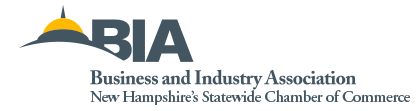 BIA
Business and Industry Association
New Hampshire's Statewide Chamber of Commerce